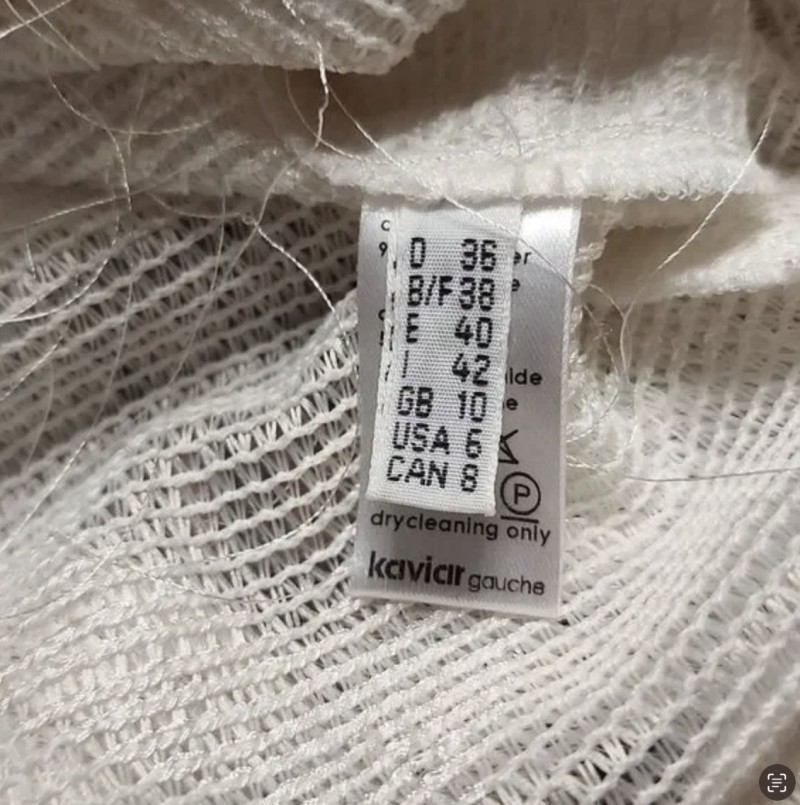 D 36
B/F 38
E 40
I 42
GB 10
USA 6
CAN 8
P
drycleaning only
kaviar gauche